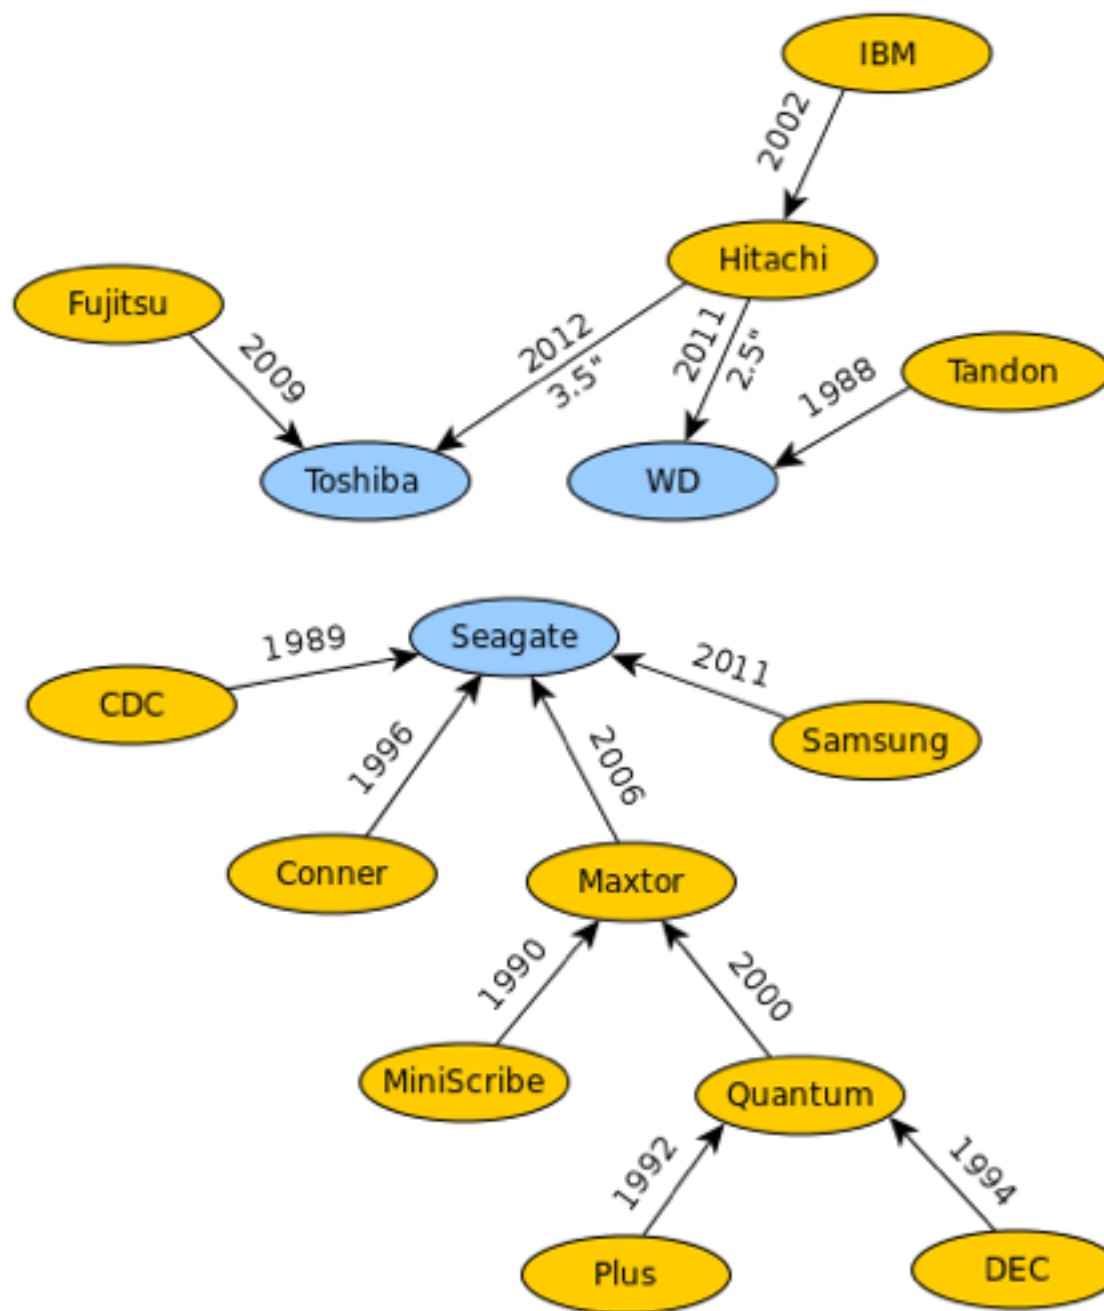 IBM
2002
Hitachi
Fujitsu
2009
2012
3.5"
2011
2.5"
1988
Tandon
Toshiba
WD
Seagate
1989
2011
CDC
1996
2006
Samsung
Conner
Maxtor
1990
2000
MiniScribe
Quantum
1992
1994
Plus
DEC